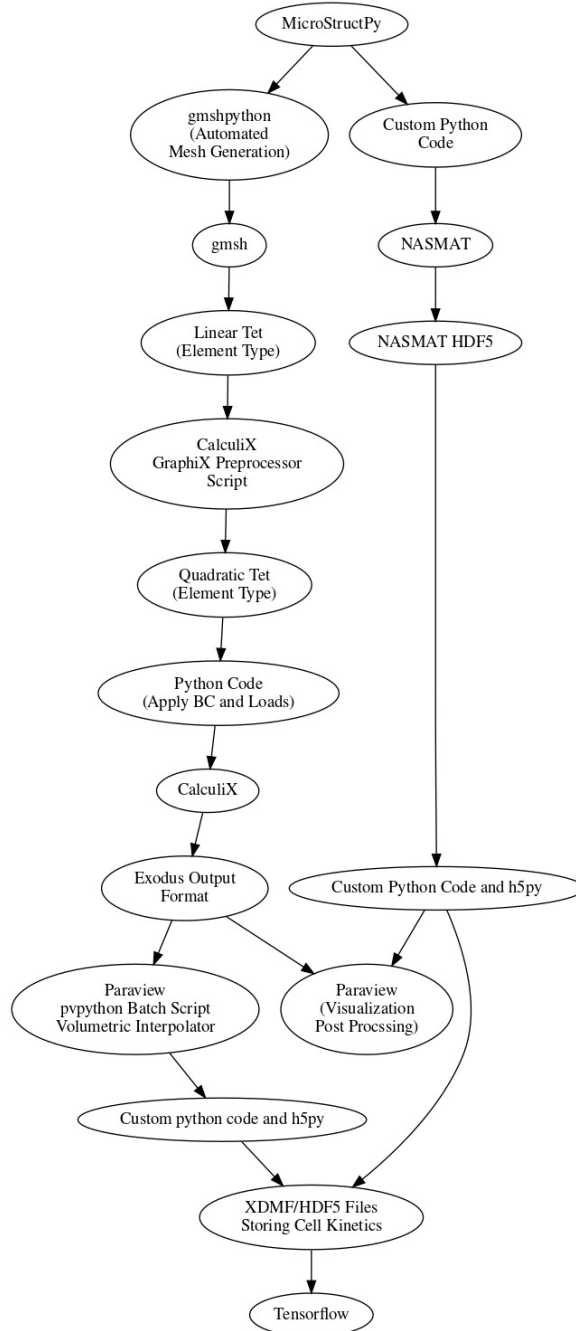 MicroStructPy
gmshpython
(Automated
Mesh Generation)
Custom Python
Code
gmsh
NASMAT
Linear Tet
(Element Type)
NASMAT HDF5
CalculiX
GraphiX Preprocessor
Script
Quadratic Tet
(Element Type)
Python Code
(Apply BC and Loads)
CalculiX
Exodus Output
Format
Custom Python Code and h5py
Paraview
pvpython Batch Script
Volumetric Interpolator
Paraview
(Visualization
Post Procssing)
Custom python code and h5py
XDMF/HDF5 Files
Storing Cell Kinetics
Tensorflow